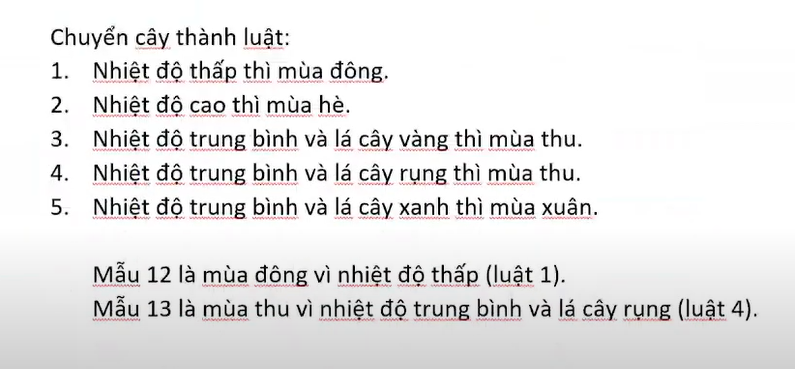 Chuyển cây thành luật:
1. Nhiệt độ thấp thì mùa đông.
2. Nhiệt độ cao thì mùa hè.
3. Nhiệt độ trung bình và lá cây vàng thì mùa thu.
4. Nhiệt độ trung bình và lá cây rụng thì mùa thu.
5. Nhiệt độ trung bình và lá cây xanh thì mùa xuân.
Mẫu 12 là mùa đông vì nhiệt độ thấp (luật 1).
Mẫu 13 là mùa thu vì nhiệt độ trung bình và lá cây rụng (luật 4).